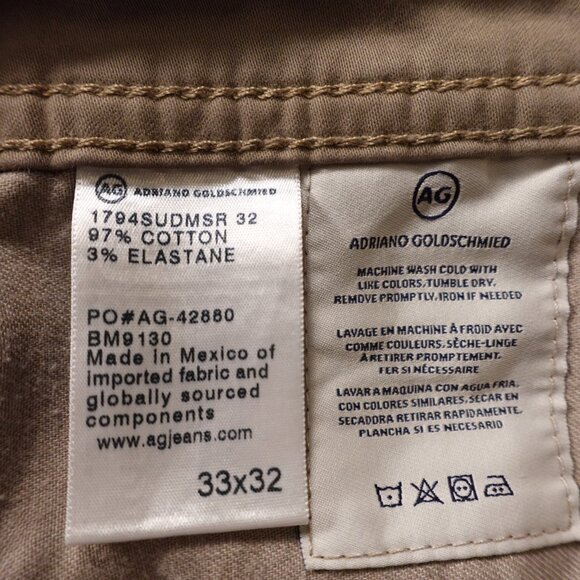 AG ADRIANO GOLDSCHMIED
1794SUDMSR 32
97% COTTON
3% ELASTANE
PO#AG-42880
BM9130
Made in Mexico of
imported fabric and
globally sourced
components
www.agjeans.com
33x32
AG
ADRIANO GOLDSCHMIED
MACHINE WASH COLD WITH
LIKE COLORS, TUMBLE DRY.
REMOVE PROMPTLY. IRON IF NEEDED
LAVAGE EN MACHINE À FROID AVEC
COMME COULEURS. SÈCHE-LINGE
À RETIRER PROMPTEMENT.
FER SI NÉCESSAIRE
LAVAR A MAQUINA CON AGUA FRIA,
CON COLORES SIMILARES. SECAR EN
SECADORA RETIRAR RAPIDAMENTE.
PLANCHA SI ES NECESARIO